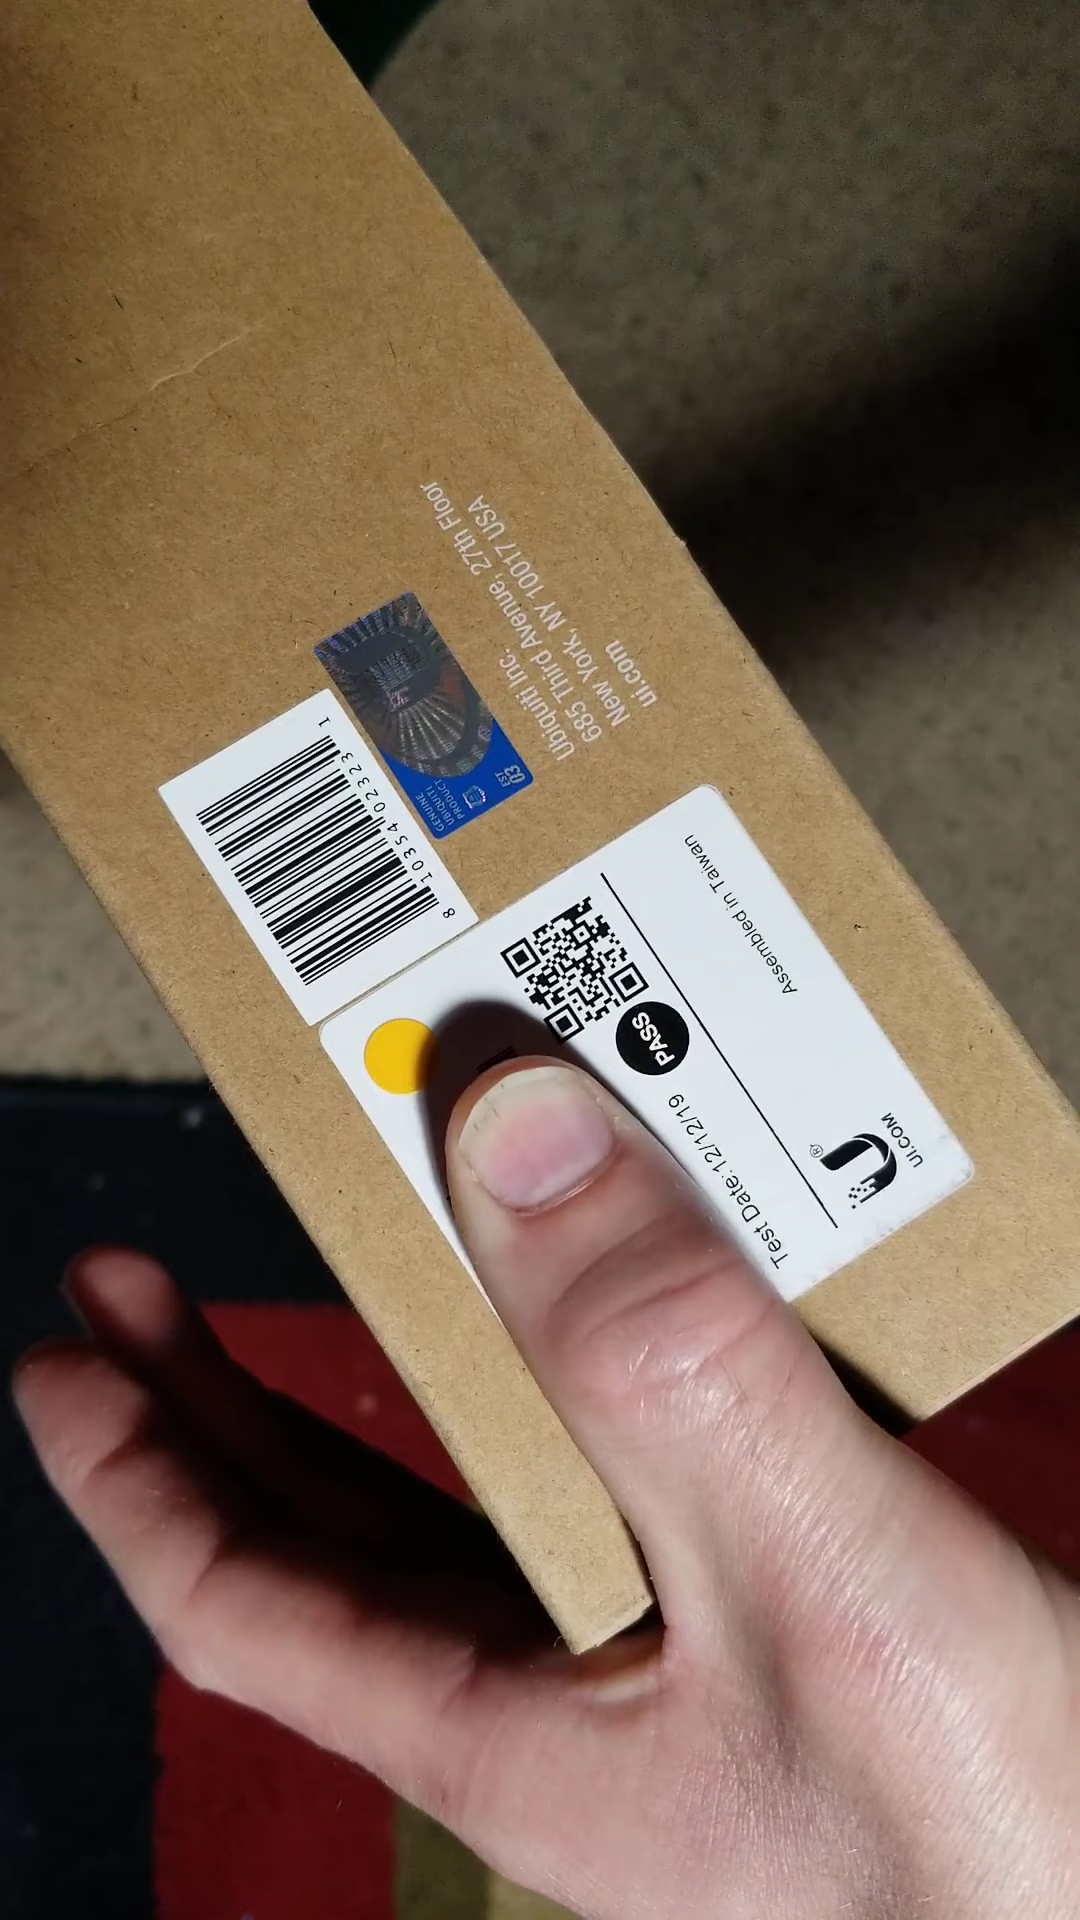 Ubiquiti Inc.
685 Third Avenue, 27th Floor
New York, NY 10017 USA
ui.com
GENUINE
UBIQUITI
PRODUCT
EST
03
8 10354 02323 1
PASS
Test Date:12/12/19
Assembled in Taiwan
®
UI.COM